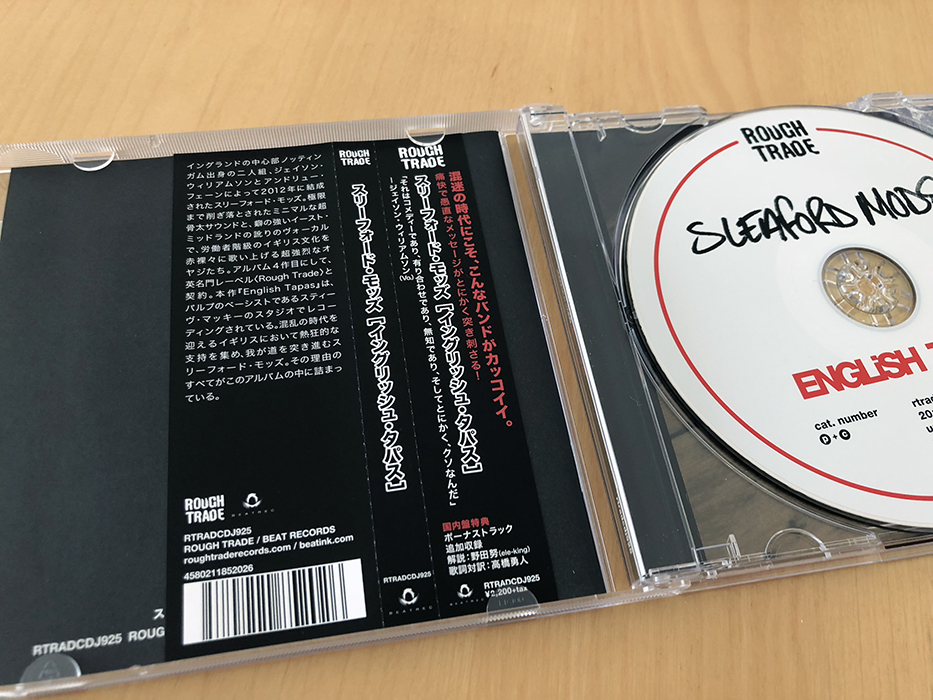 イングランドの中心部ノッティン
ガム出身の二人組、ジェイソン・
ウィリアムソンとアンドリュー・
フェーンによって2012年に結成
されたスリーフォード・モッズ。極限
まで削ぎ落とされたミニマルな超
骨太サウンドと、癖の強いイースト・
ミッドランドの訛りのヴォーカル
で、労働者階級のイギリス文化を
赤裸々に歌い上げる超強烈なオ
ヤジたち。アルバム4作目にして、
英名門レーベル〈Rough Trade〉と
契約。本作『English Tapas』は、
パルプのベーシストであるスティー
ヴ・マッキーのスタジオでレコー
ディングされている。混乱の時代を
迎えるイギリスにおいて熱狂的な
支持を集め、我が道を突き進むス
リーフォード・モッズ。その理由の
すべてがこのアルバムの中に詰まっ
ている。
ROUGH
TRADE
BEATREC
RTRADCDJ925
ROUGH TRADE / BEAT RECORDS
roughtraderecords.com / beatink.com
4580211852026
ス
RTRADCDJ925 ROUG
ROUGH
TRADE
スリーフォード・モッズ [イングリッシュ・タパス]
RTRADCDJ925
BEATREC
ROUGH
TRADE
混迷の時代にこそ、こんなバンドがカッコイイ。
痛快で愚直なメッセージがとにかく突き刺さる!
スリーフォード・モッズ [イングリッシュ・タパス]
「それはコメディーであり、有り合わせであり、無知であり、そしてとにかく、クソなんだ」
ージェイソン・ウィリアムソン(Vo)
国内盤特典
ボーナストラック
追加収録
解説:野田努(ele-king)
歌詞対訳:高橋勇人
RTRADCDJ925
¥2,200+tax
BEATREC
ROUGH
TRADE
SLEAFORD MODS
ENGLiSH T
cat. number
rtrad
P + C
20
u